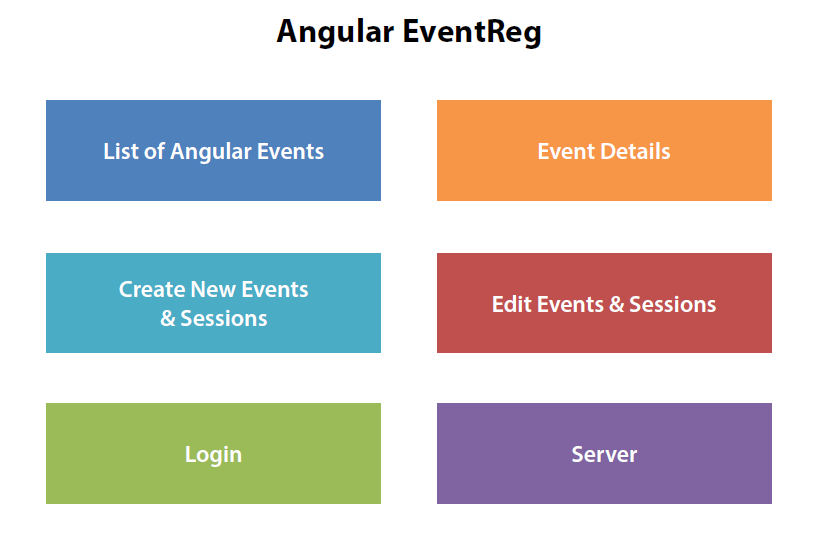 Angular EventReg
List of Angular Events
Event Details
Create New Events
& Sessions
Edit Events & Sessions
Login
Server